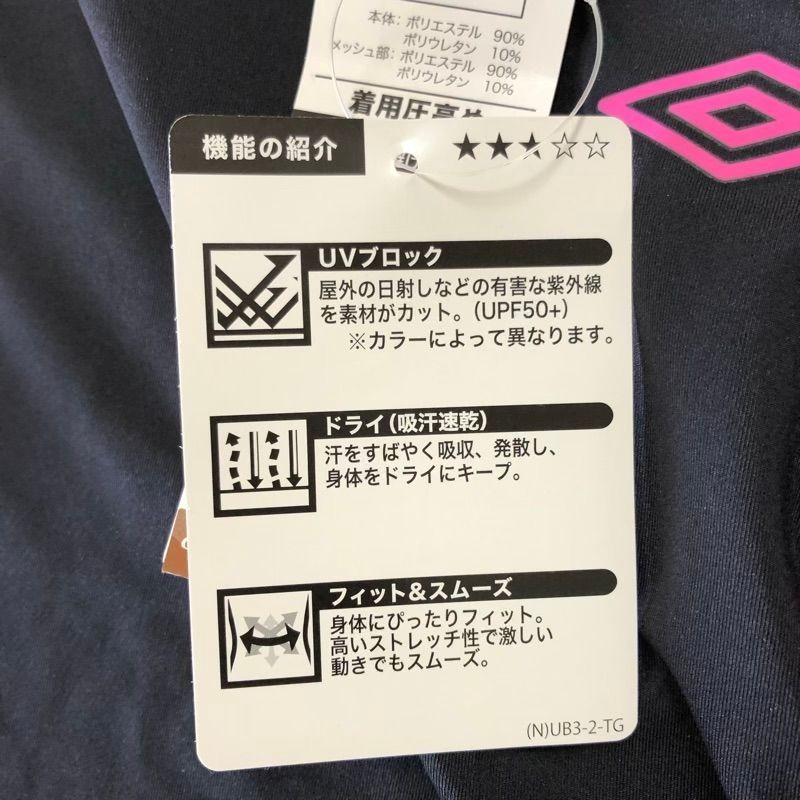 本体: ポリエステル 90%
ポリウレタン 10%
メッシュ部: ポリエステル 90%
ポリウレタン 10%
着用圧高め
機能の紹介
★★★☆☆
UVブロック
屋外の日射しなどの有害な紫外線
を素材がカット。(UPF50+)
※カラーによって異なります。
ドライ(吸汗速乾)
汗をすばやく吸収、発散し、
身体をドライにキープ。
フィット&スムーズ
身体にぴったりフィット。
高いストレッチ性で激しい
動きでもスムーズ。
(N)UB3-2-TG